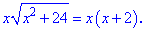 x√(x²+24) = x(x+2).